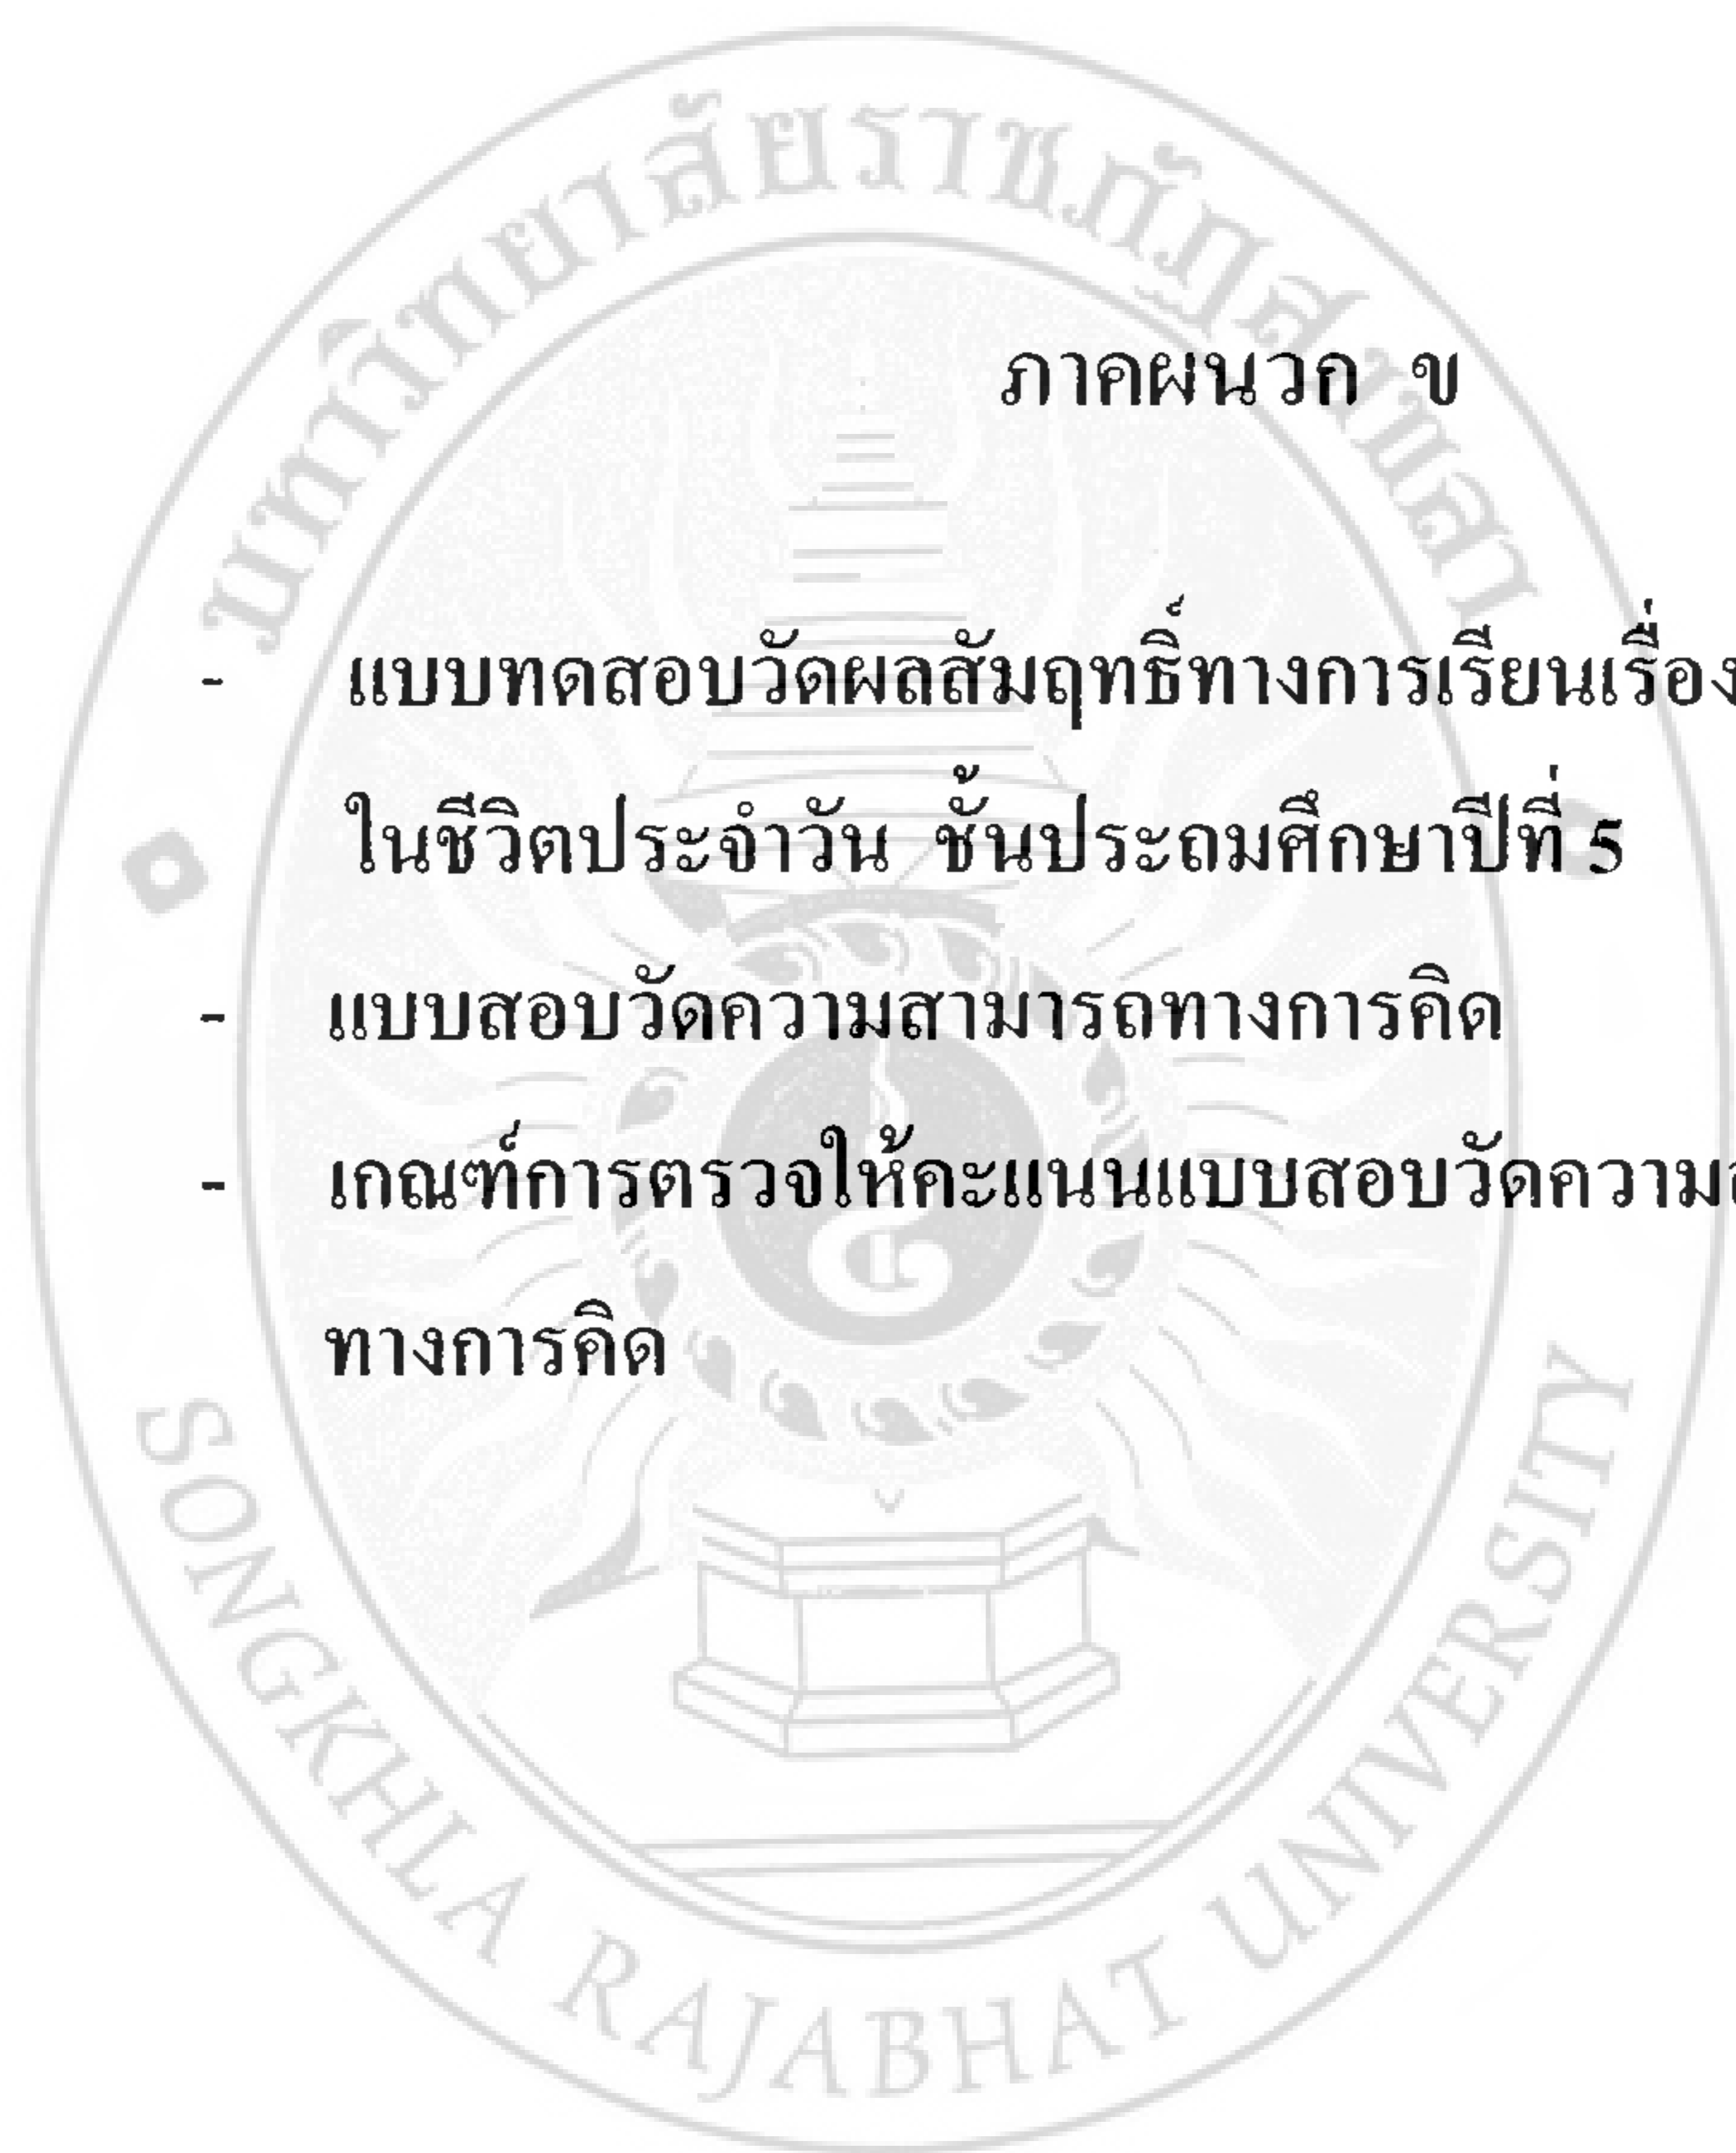 มหาวิทยาลัยราชภัฏสงขลา
ภาคผนวก ข
- แบบทดสอบวัดผลสัมฤทธิ์ทางการเรียนเรื่อง
ในชีวิตประจำวัน ชั้นประถมศึกษาปีที่ 5
- แบบสอบวัดความสามารถทางการคิด
- เกณฑ์การตรวจให้คะแนนแบบสอบวัดความ
ทางการคิด
SONGKHLA RAJABHAT UNIVERSITY